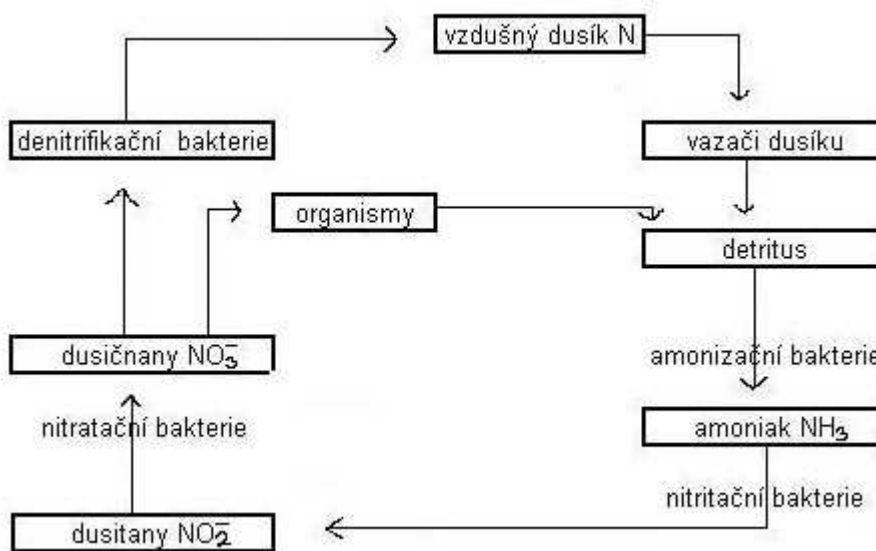 vzdušný dusík N
denitrifikační bakterie
vazači dusíku
organismy
detritus
dusičnany NO₃⁻
amonizační bakterie
nitratační bakterie
amoniak NH₃
nitritační bakterie
dusitany NO₂⁻